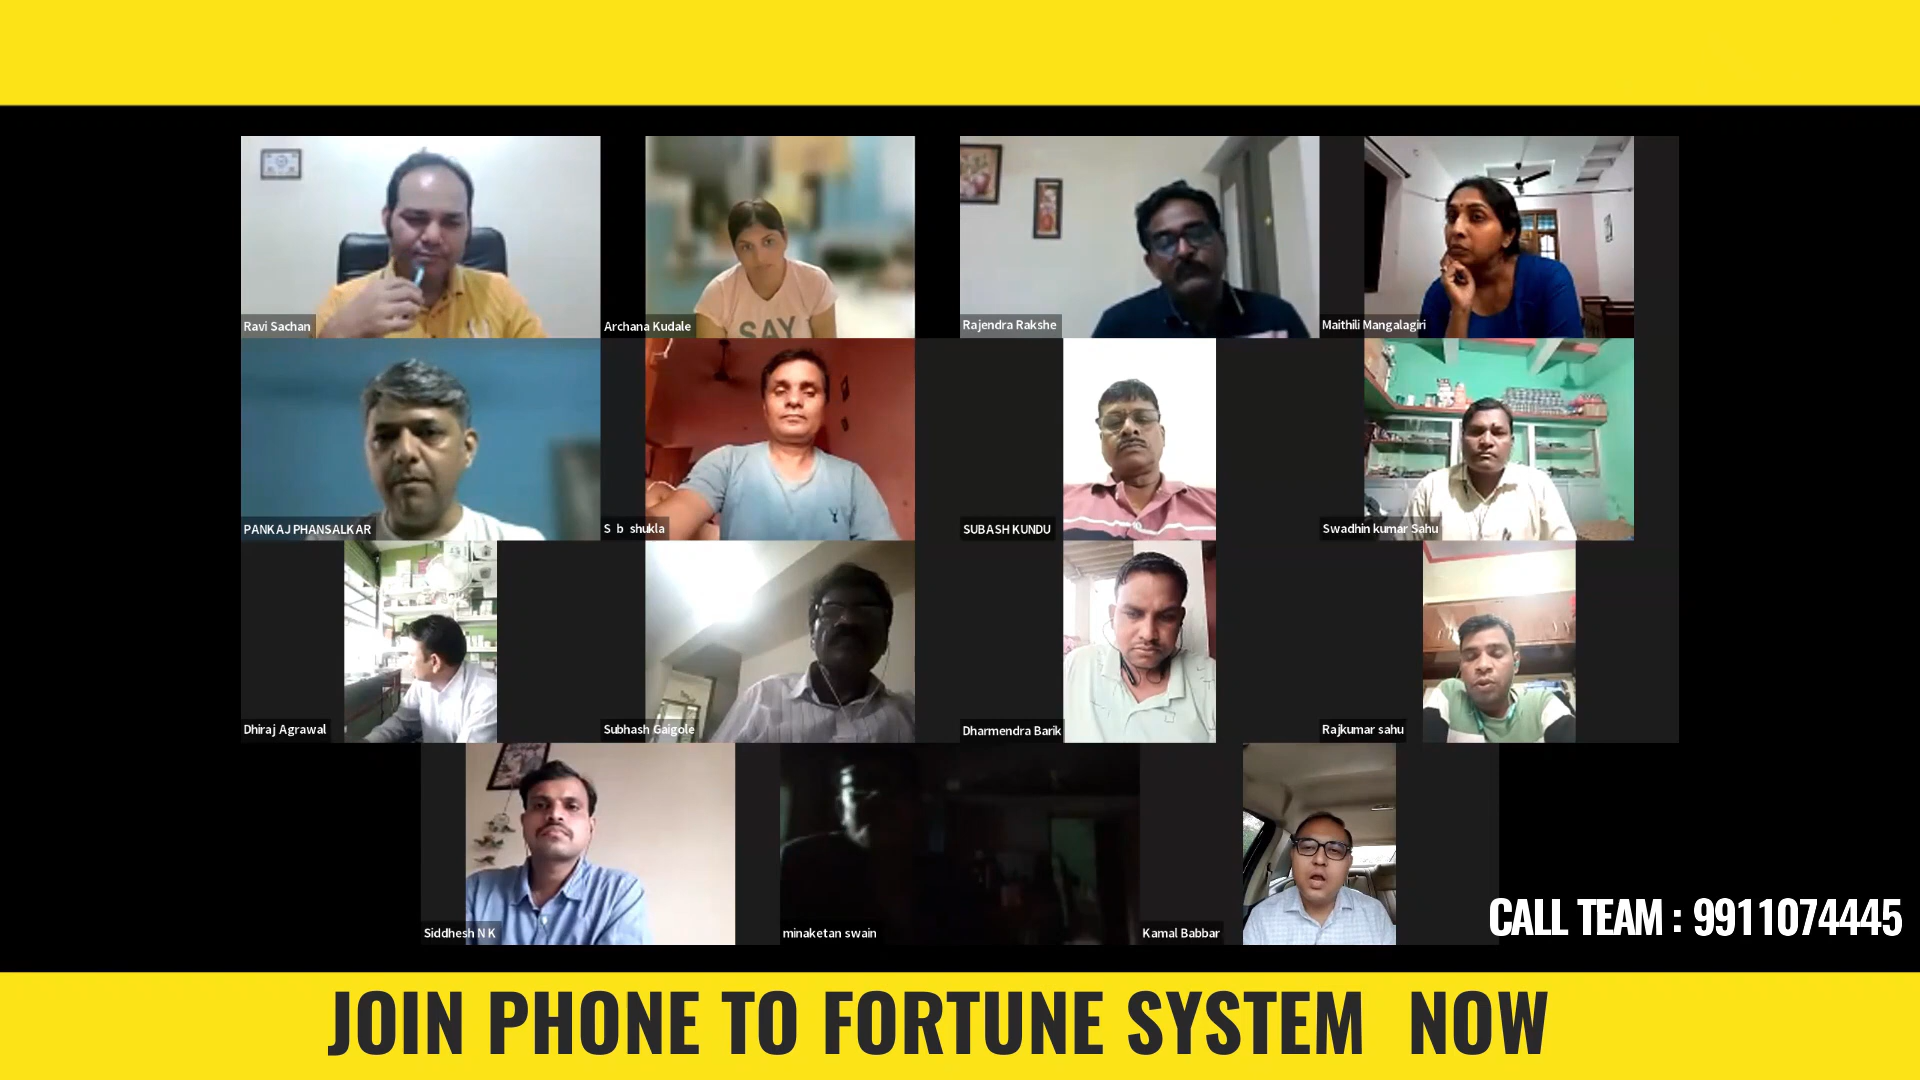 Ravi Sachan
Archana Kudale
SAY
Rajendra Rakshe
Maithili Mangalagiri
PANKAJ PHANSALKAR
S b shukla
SUBASH KUNDU
Swadhin kumar Sahu
Dhiraj Agrawal
Subhash Gaigole
Dharmendra Barik
Rajkumar sahu
Siddhesh N K
minaketan swain
Kamal Babbar
CALL TEAM : 9911074445
JOIN PHONE TO FORTUNE SYSTEM NOW